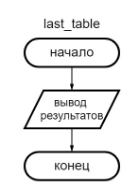 last_table
начало
вывод
результатов
конец